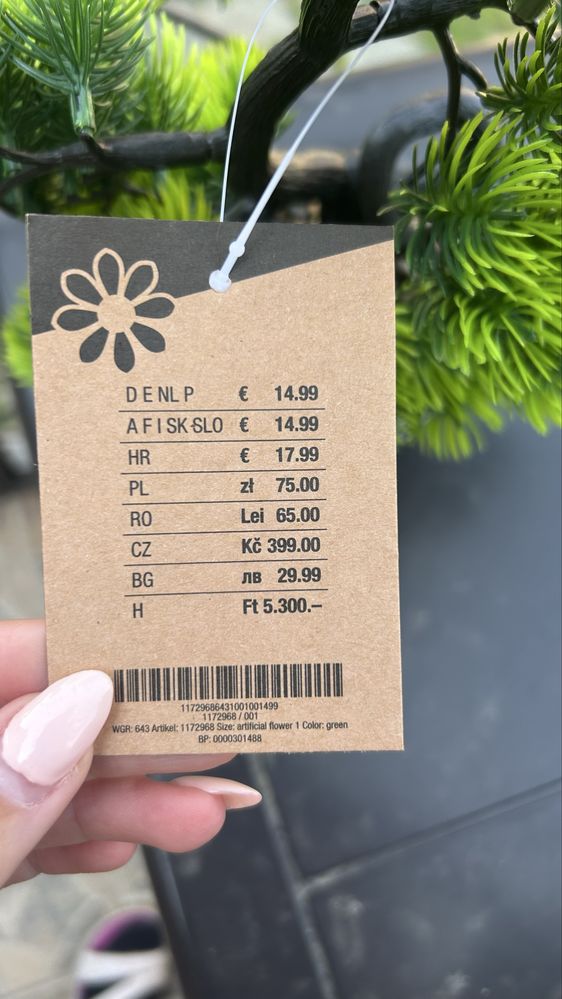 D E NL P € 14.99
A F I SK SLO € 14.99
HR € 17.99
PL zł 75.00
RO Lei 65.00
CZ Kč 399.00
BG лв 29.99
H Ft 5.300.–
11729686431001001499
1172968 / 001
WGR: 643 Artikel: 1172968 Size: artificial flower 1 Color: green
BP: 0000301488